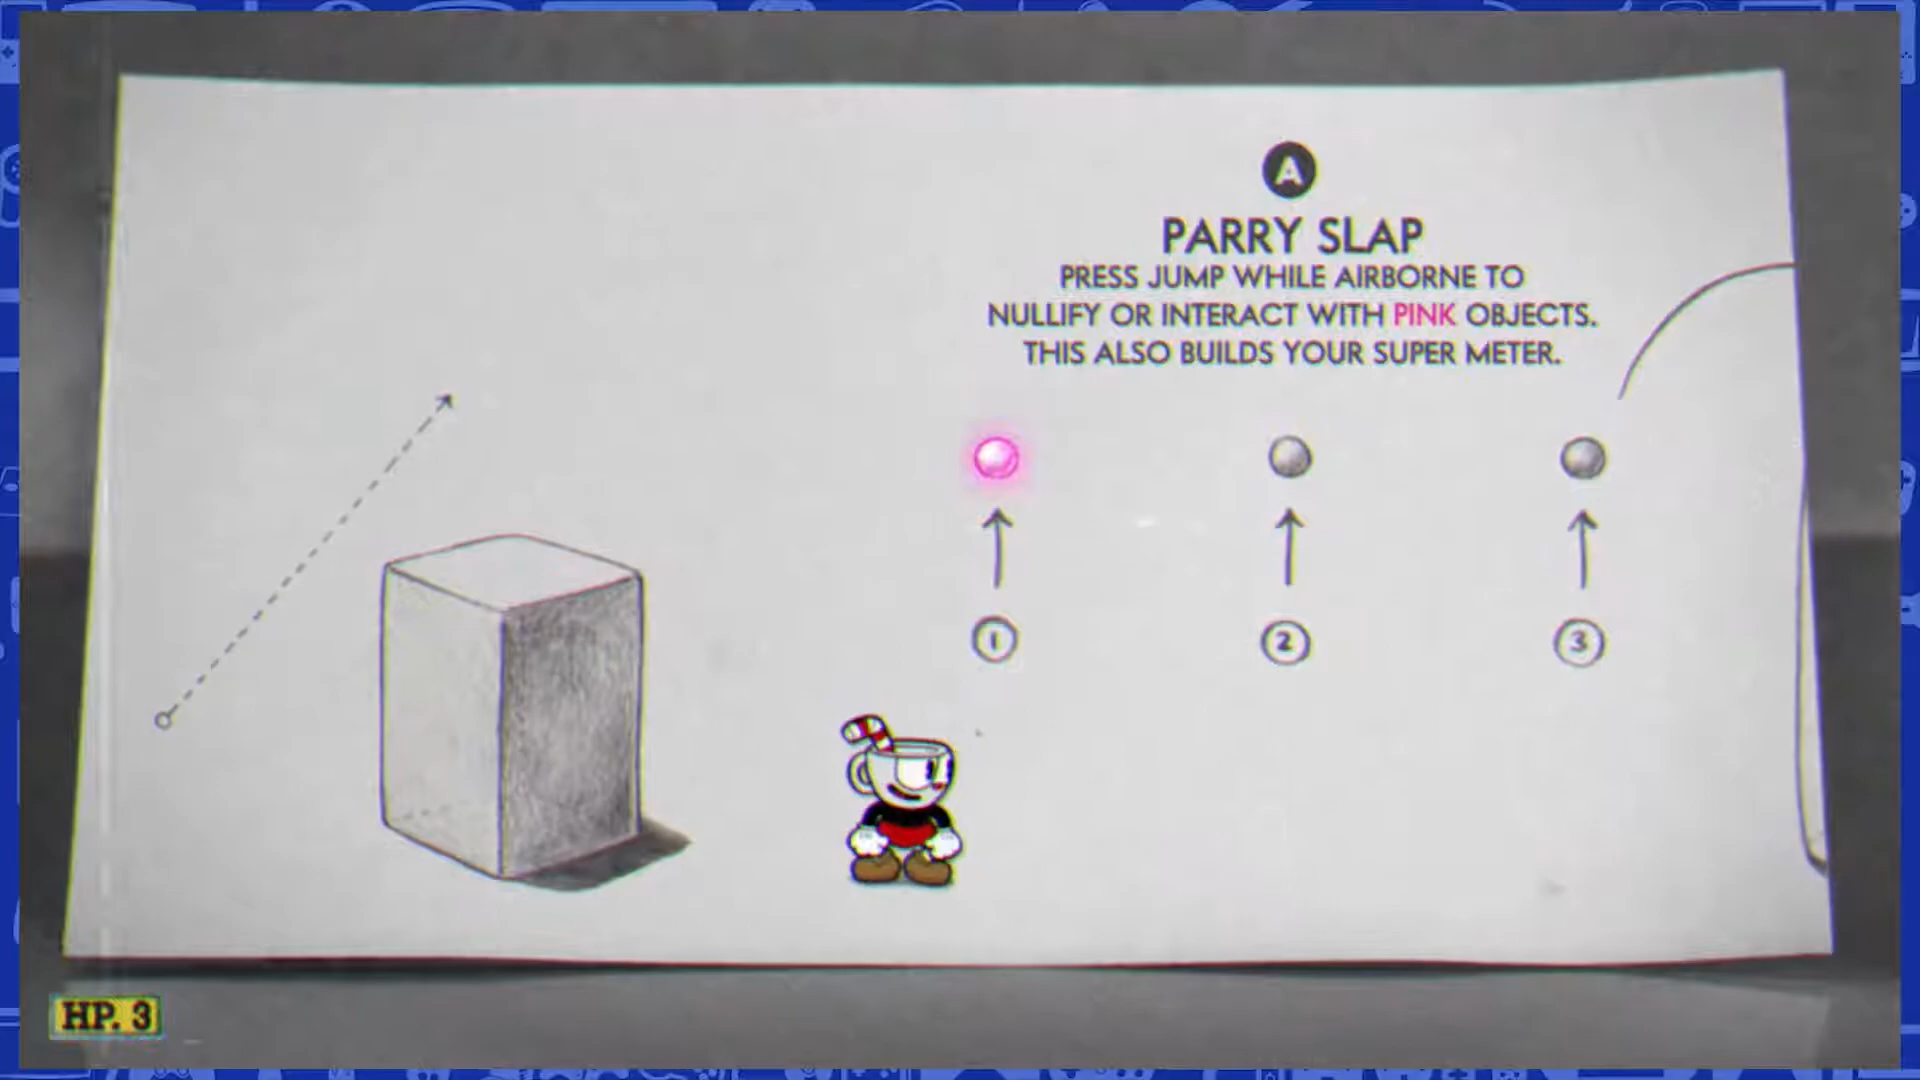 A
PARRY SLAP
PRESS JUMP WHILE AIRBORNE TO
NULLIFY OR INTERACT WITH PINK OBJECTS.
THIS ALSO BUILDS YOUR SUPER METER.
1 2 3
HP. 3